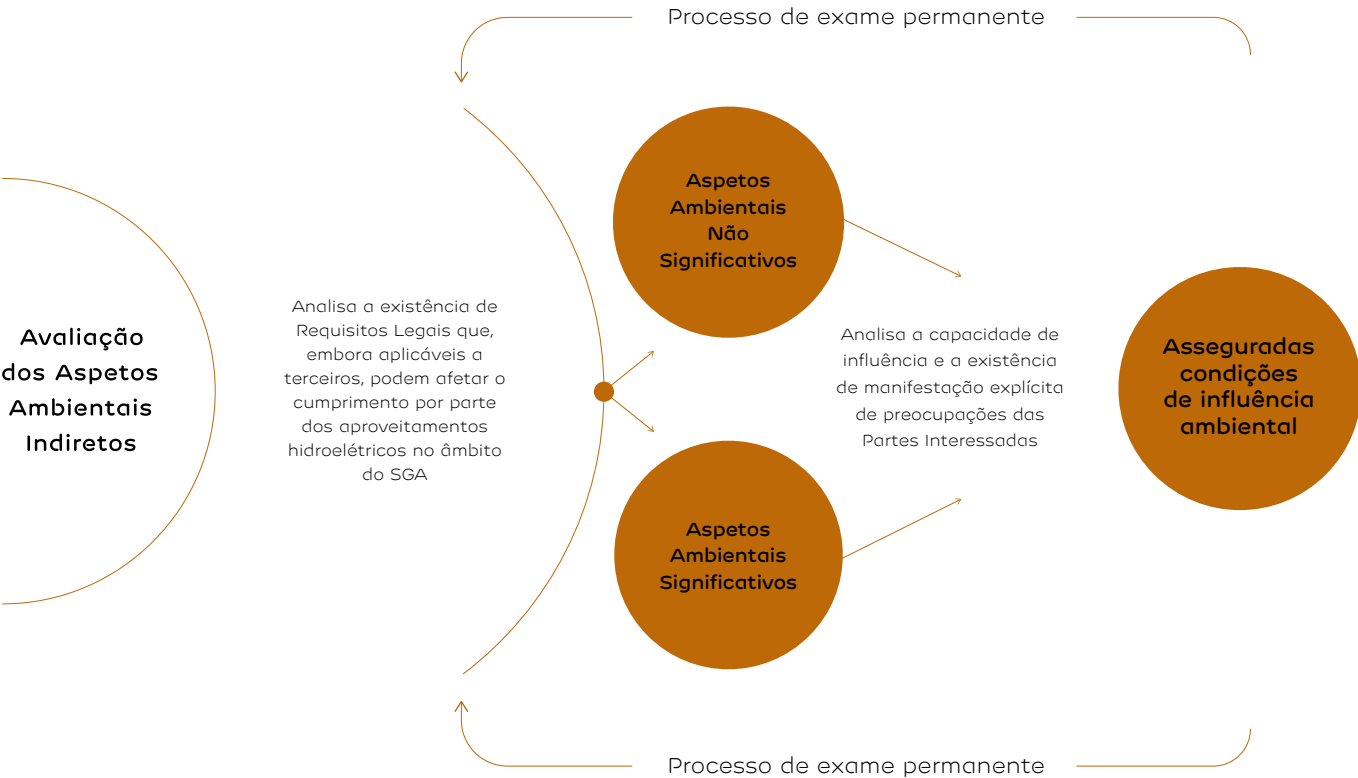 Processo de exame permanente
Avaliação
dos Aspetos
Ambientais
Indiretos
Analisa a existência de
Requisitos Legais que,
embora aplicáveis a
terceiros, podem afetar o
cumprimento por parte
dos aproveitamentos
hidroelétricos no âmbito
do SGA
Aspetos
Ambientais
Não
Significativos
Aspetos
Ambientais
Significativos
Analisa a capacidade de
influência e a existência
de manifestação explícita
de preocupações das
Partes Interessadas
Asseguradas
condições
de influência
ambiental
Processo de exame permanente